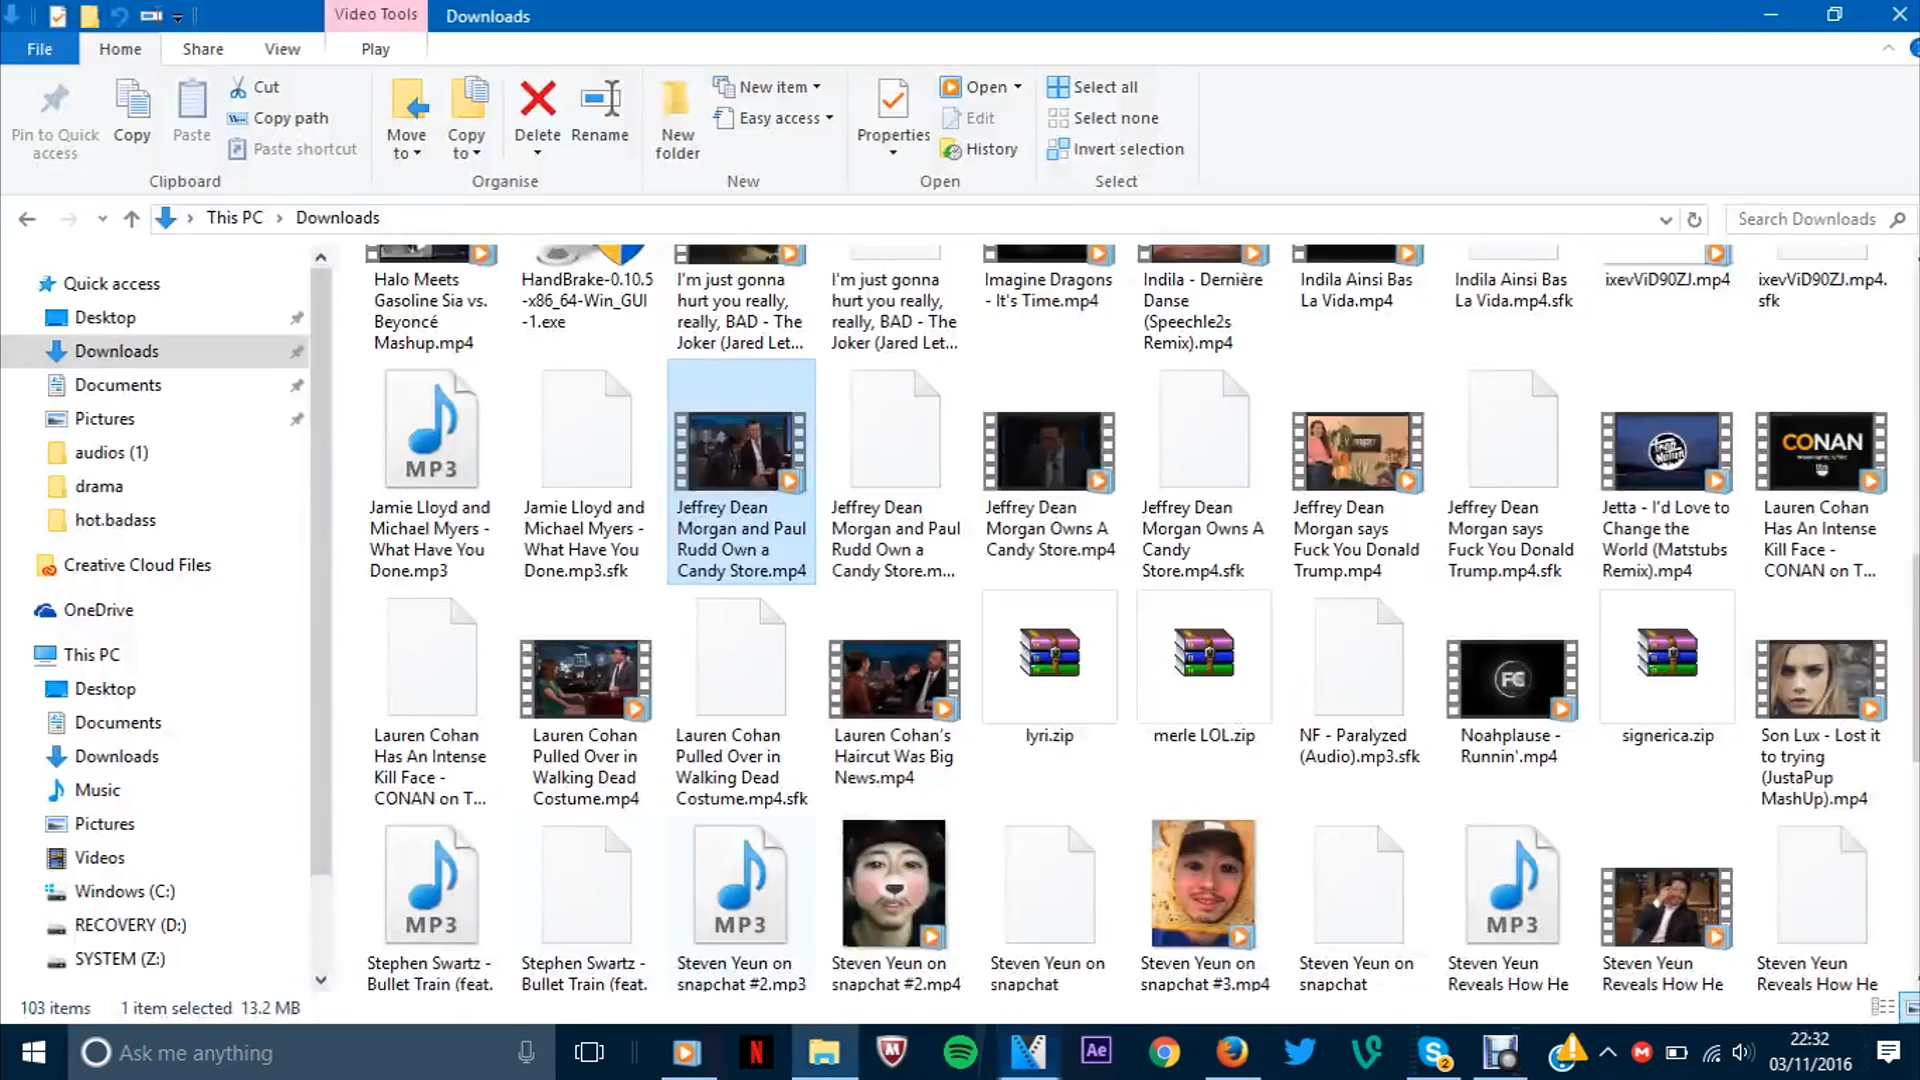 Video Tools
Downloads
File
Home
Share
View
Play
Pin to Quick access
Copy
Paste
Cut
Copy path
Paste shortcut
Clipboard
Move to
Copy to
Delete
Rename
Organise
New folder
New item
Easy access
New
Properties
Open
Edit
History
Open
Select all
Select none
Invert selection
Select
This PC
Downloads
Search Downloads
Quick access
Desktop
Downloads
Documents
Pictures
audios (1)
drama
hot.badass
Creative Cloud Files
OneDrive
This PC
Desktop
Documents
Downloads
Music
Pictures
Videos
Windows (C:)
RECOVERY (D:)
SYSTEM (Z:)
Halo Meets
Gasoline Sia vs.
Beyoncé
Mashup.mp4
HandBrake-0.10.5
-x86_64-Win_GUI
-1.exe
I'm just gonna
hurt you really,
really, BAD - The
Joker (Jared Let...
I'm just gonna
hurt you really,
really, BAD - The
Joker (Jared Let...
Imagine Dragons
- It's Time.mp4
Indila - Dernière
Danse
(Speechle2s
Remix).mp4
Indila Ainsi Bas
La Vida.mp4
Indila Ainsi Bas
La Vida.mp4.sfk
ixevViD90ZJ.mp4
ixevViD90ZJ.mp4.
sfk
MP3
Jamie Lloyd and
Michael Myers -
What Have You
Done.mp3
Jamie Lloyd and
Michael Myers -
What Have You
Done.mp3.sfk
Jeffrey Dean
Morgan and Paul
Rudd Own a
Candy Store.mp4
Jeffrey Dean
Morgan and Paul
Rudd Own a
Candy Store.m...
Jeffrey Dean
Morgan Owns A
Candy Store.mp4
Jeffrey Dean
Morgan Owns A
Candy
Store.mp4.sfk
Jeffrey Dean
Morgan says
Fuck You Donald
Trump.mp4
Jeffrey Dean
Morgan says
Fuck You Donald
Trump.mp4.sfk
Jetta - I'd Love to
Change the
World (Matstubs
Remix).mp4
CONAN
Lauren Cohan
Has An Intense
Kill Face -
CONAN on T...
Lauren Cohan
Has An Intense
Kill Face -
CONAN on T...
Lauren Cohan
Pulled Over in
Walking Dead
Costume.mp4
Lauren Cohan
Pulled Over in
Walking Dead
Costume.mp4.sfk
Lauren Cohan's
Haircut Was Big
News.mp4
lyri.zip
merle LOL.zip
NF - Paralyzed
(Audio).mp3.sfk
FC
Noahplause -
Runnin'.mp4
signerica.zip
Son Lux - Lost it
to trying
(JustaPup
MashUp).mp4
MP3
Stephen Swartz -
Bullet Train (feat.
Stephen Swartz -
Bullet Train (feat.
MP3
Steven Yeun on
snapchat #2.mp3
Steven Yeun on
snapchat #2.mp4
Steven Yeun on
snapchat
Steven Yeun on
snapchat #3.mp4
Steven Yeun on
snapchat
MP3
Steven Yeun
Reveals How He
Steven Yeun
Reveals How He
Steven Yeun
Reveals How He
103 items
1 item selected 13.2 MB
Ask me anything
N
Ae
2
22:32
03/11/2016